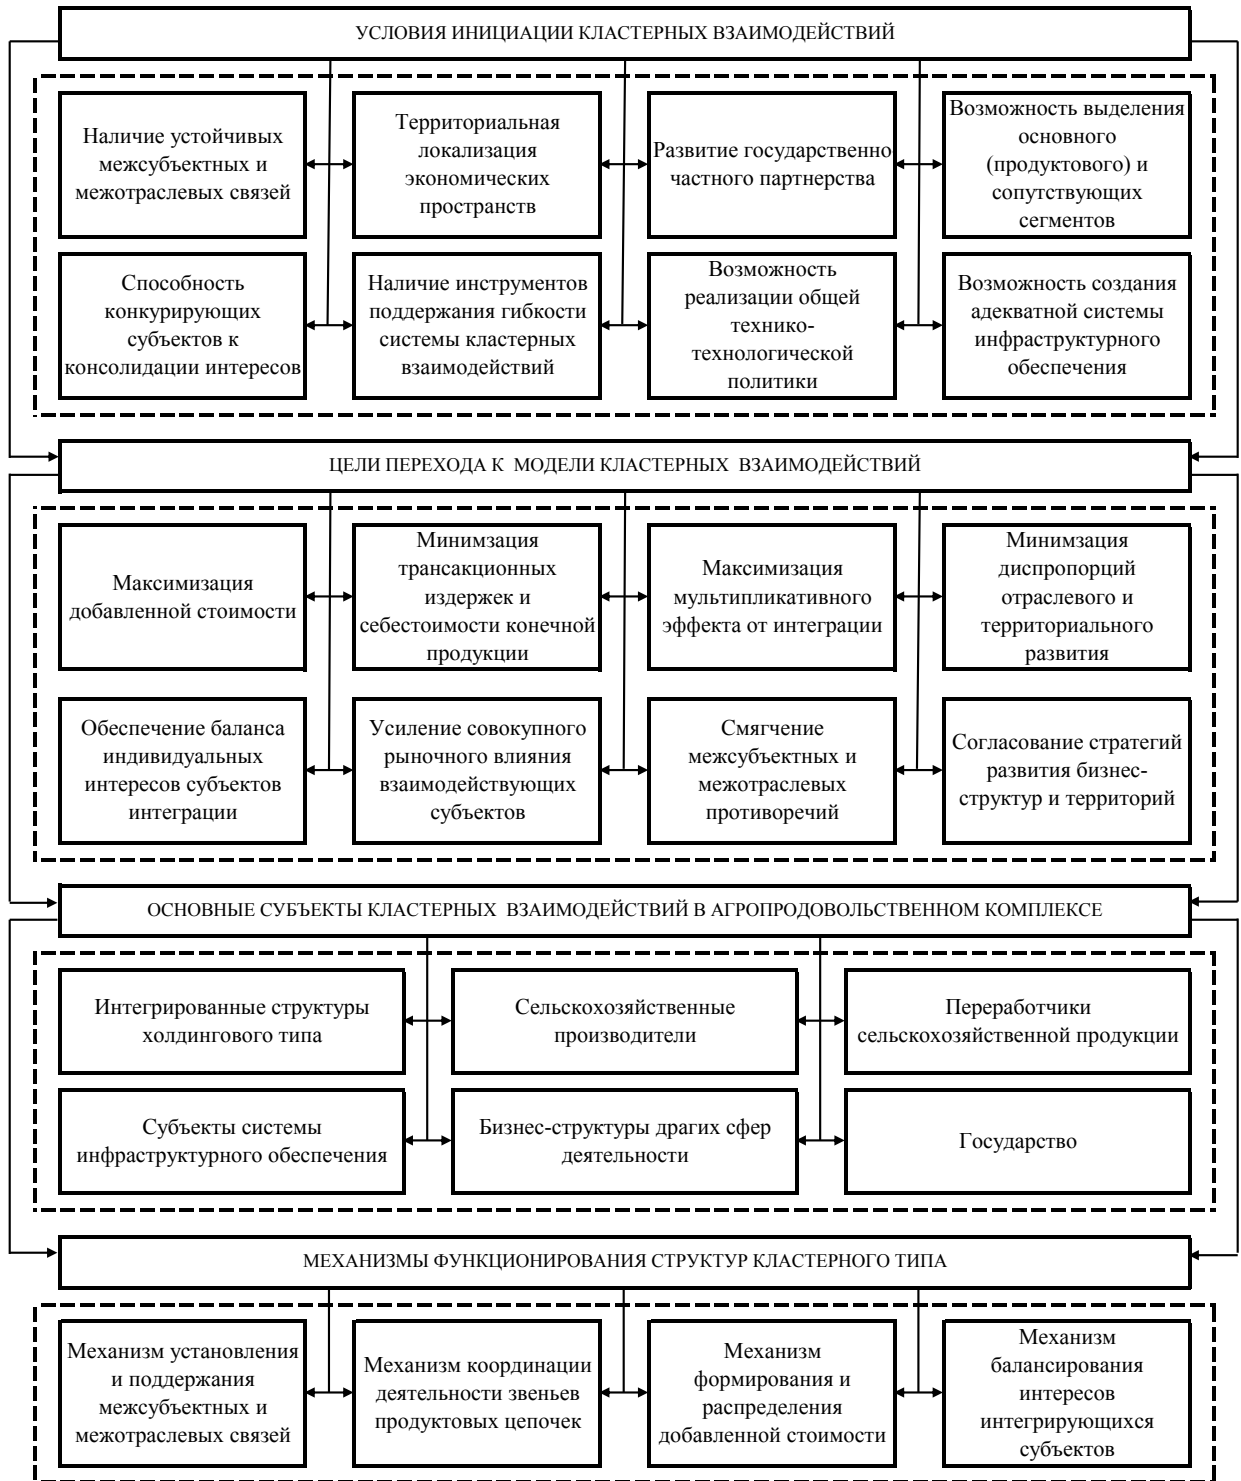 УСЛОВИЯ ИНИЦИАЦИИ КЛАСТЕРНЫХ ВЗАИМОДЕЙСТВИЙ
Наличие устойчивых
межсубъектных и
межотраслевых связей
Территориальная
локализация
экономических
пространств
Развитие государственно-
частного партнерства
Возможность выделения
основного
(продуктового) и
сопутствующих
сегментов
Способность
конкурирующих
субъектов к
консолидации интересов
Наличие инструментов
поддержания гибкости
системы кластерных
взаимодействий
Возможность
реализации общей
технико-
технологической
политики
Возможность создания
адекватной системы
инфраструктурного
обеспечения
ЦЕЛИ ПЕРЕХОДА К МОДЕЛИ КЛАСТЕРНЫХ ВЗАИМОДЕЙСТВИЙ
Максимизация
добавленной стоимости
Минимзация
трансакционных
издержек и
себестоимости конечной
продукции
Максимизация
мультипликативного
эффекта от интеграции
Минимзация
диспропорций
отраслевого и
территориального
развития
Обеспечение баланса
индивидуальных
интересов субъектов
интеграции
Усиление совокупного
рыночного влияния
взаимодействующих
субъектов
Смягчение
межсубъектных и
межотраслевых
противоречий
Согласование стратегий
развития бизнес-
структур и территорий
ОСНОВНЫЕ СУБЪЕКТЫ КЛАСТЕРНЫХ ВЗАИМОДЕЙСТВИЙ В АГРОПРОДОВОЛЬСТВЕННОМ КОМПЛЕКСЕ
Интегрированные структуры
холдингового типа
Сельскохозяйственные
производители
Переработчики
сельскохозяйственной продукции
Субъекты системы
инфраструктурного обеспечения
Бизнес-структуры драгих сфер
деятельности
Государство
МЕХАНИЗМЫ ФУНКЦИОНИРОВАНИЯ СТРУКТУР КЛАСТЕРНОГО ТИПА
Механизм установления
и поддержания
межсубъектных и
межотраслевых связей
Механизм координации
деятельности звеньев
продуктовых цепочек
Механизм
формирования и
распределения
добавленной стоимости
Механизм
балансирования
интересов
интегрирующихся
субъектов